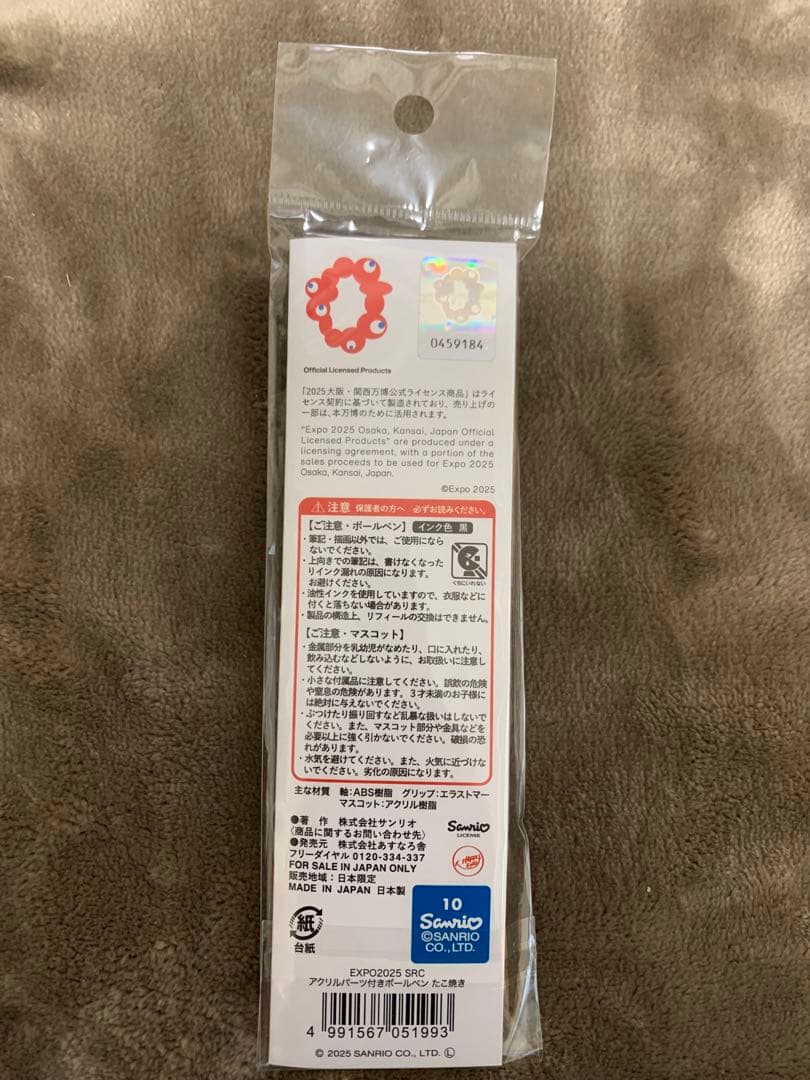 0459184
Official Licensed Products
「2025大阪・関西万博公式ライセンス商品」はライ
センス契約に基づいて製造されており、売り上げの
一部は、本万博のために活用されます。
"Expo 2025 Osaka, Kansai, Japan Official
Licensed Products" are produced under a
licensing agreement, with a portion of the
sales proceeds to be used for Expo 2025
Osaka, Kansai, Japan.
©Expo 2025
注意 保護者の方へ 必ずお読みください。
【ご注意・ボールペン】 インク色 黒
・筆記・描画以外では、ご使用になら
ないでください。
・上向きでの筆記は、書けなくなった
りインク漏れの原因になります。
お避けください。
くちにいれない
・油性インクを使用していますので、衣服などに
付くと落ちない場合があります。
・製品の構造上、リフィールの交換はできません。
【ご注意・マスコット】
・金属部分を乳幼児がなめたり、口に入れたり、
飲み込むなどしないように、お取扱いに注意し
てください。
・小さな付属品に注意してください。誤飲の危険
や窒息の危険があります。3才未満のお子様に
は絶対に与えないでください。
・ぶつけたり振り回すなど乱暴な扱いはしないで
ください。また、マスコット部分や金具などを
必要以上に強く引かないでください。破損の恐
れがあります。
・水気を避けてください。また、火気に近づけな
いでください。劣化の原因になります。
主な材質 軸:ABS樹脂 グリップ:エラストマー
マスコット:アクリル樹脂
●著 作 株式会社サンリオ
〈商品に関するお問い合わせ先〉
●発売元 株式会社あすなろ舎
フリーダイヤル 0120-334-337
FOR SALE IN JAPAN ONLY
販売地域:日本限定
MADE IN JAPAN 日本製
Sanrio
LICENSE
紙
台紙
10
Sanrio
©SANRIO
CO., LTD.
EXPO2025 SRC
アクリルパーツ付きボールペン たこ焼き
4 991567 051993
© 2025 SANRIO CO., LTD. Ⓛ